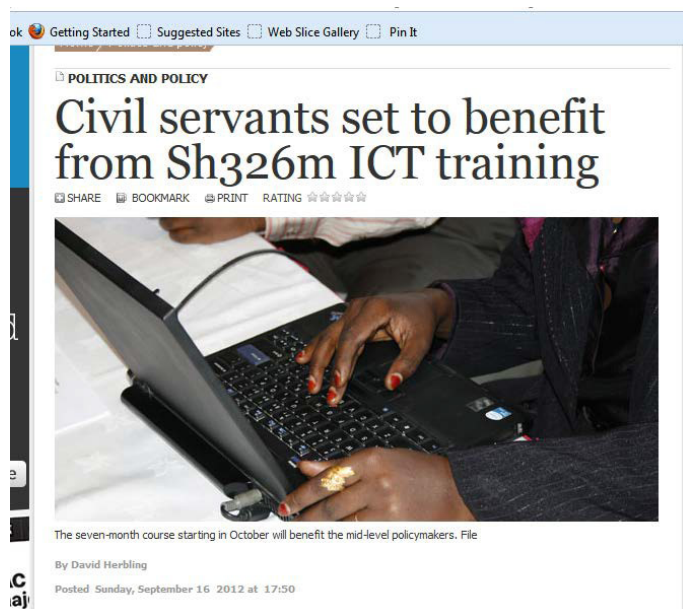 ok Getting Started Suggested Sites Web Slice Gallery Pin It
POLITICS AND POLICY
Civil servants set to benefit
from Sh326m ICT training
SHARE BOOKMARK PRINT RATING
The seven-month course starting in October will benefit the mid-level policymakers. File
By David Herbling
Posted Sunday, September 16 2012 at 17:50